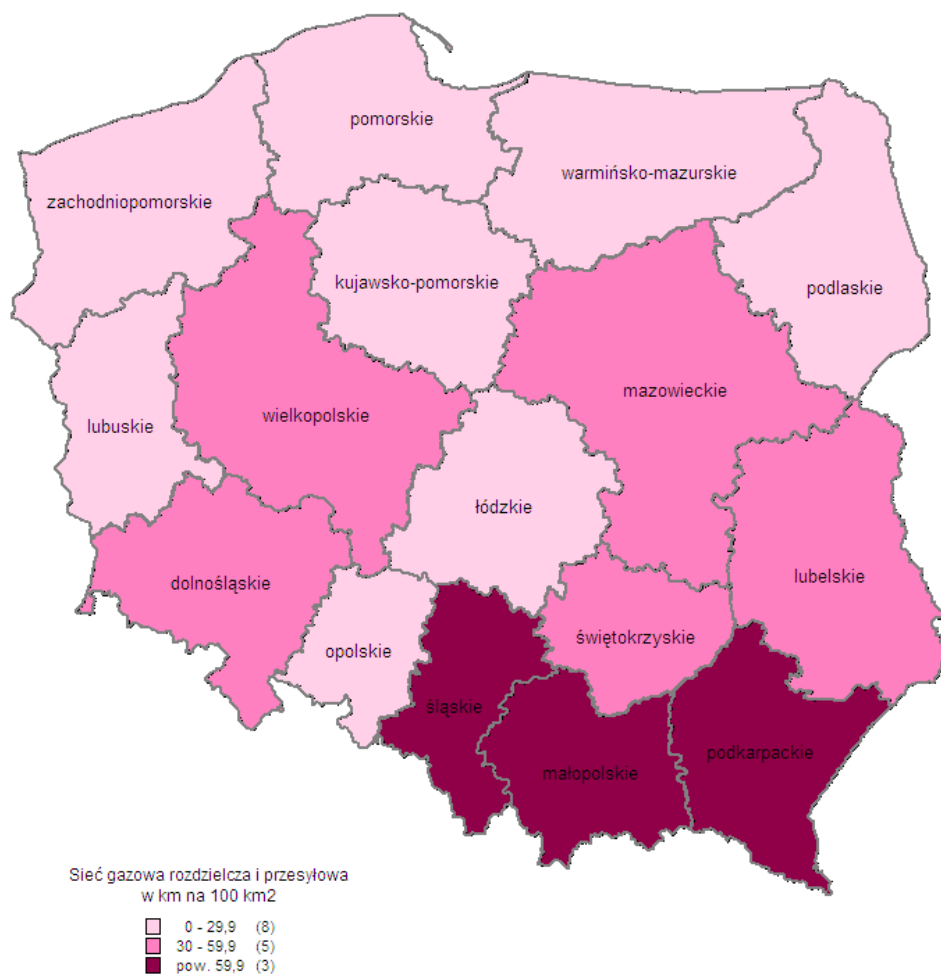 pomorskie
warmińsko-mazurskie
zachodniopomorskie
kujawsko-pomorskie
podlaskie
mazowieckie
wielkopolskie
lubuskie
łódzkie
dolnośląskie
lubelskie
świętokrzyskie
opolskie
śląskie
podkarpackie
małopolskie
Sieć gazowa rozdzielcza i przesyłowa
w km na 100 km2
0 - 29,9 (8)
30 - 59,9 (5)
pow. 59,9 (3)